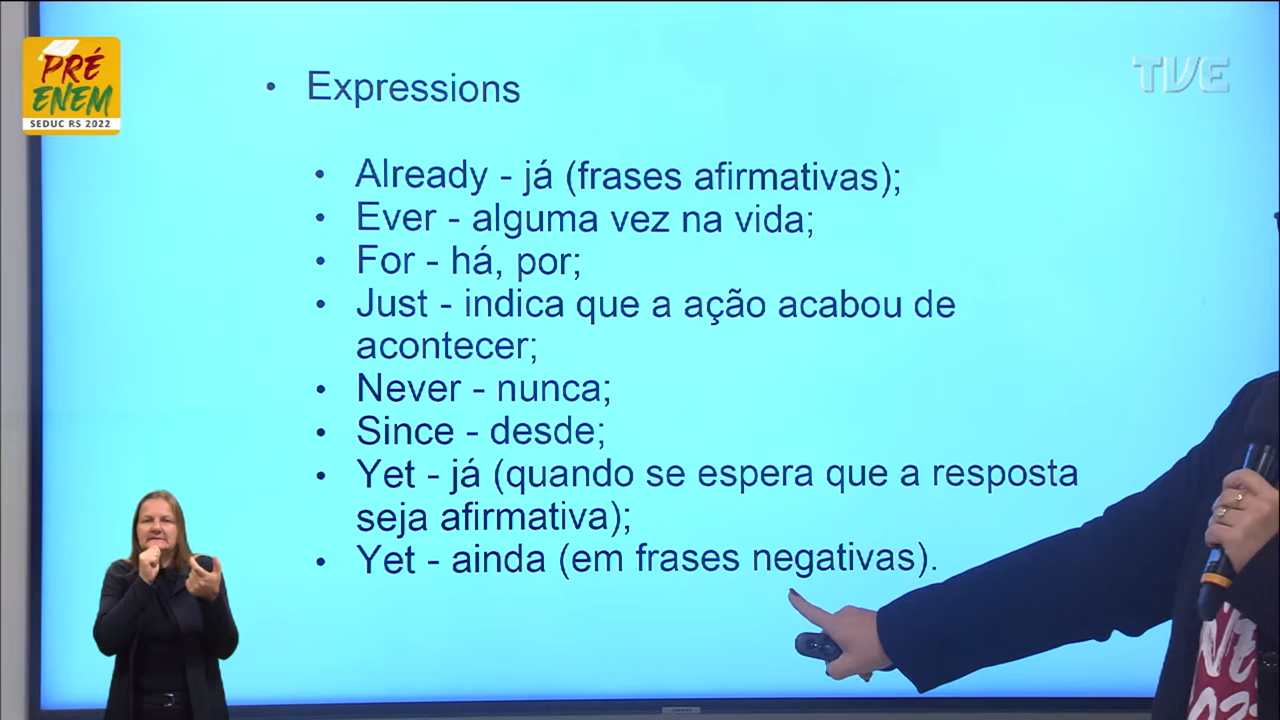 PRÉ
ENEM
SEDUC RS 2022
TVE
• Expressions
• Already - já (frases afirmativas);
• Ever - alguma vez na vida;
• For - há, por;
• Just - indica que a ação acabou de
acontecer;
• Never - nunca;
• Since - desde;
• Yet - já (quando se espera que a resposta
seja afirmativa);
• Yet - ainda (em frases negativas).